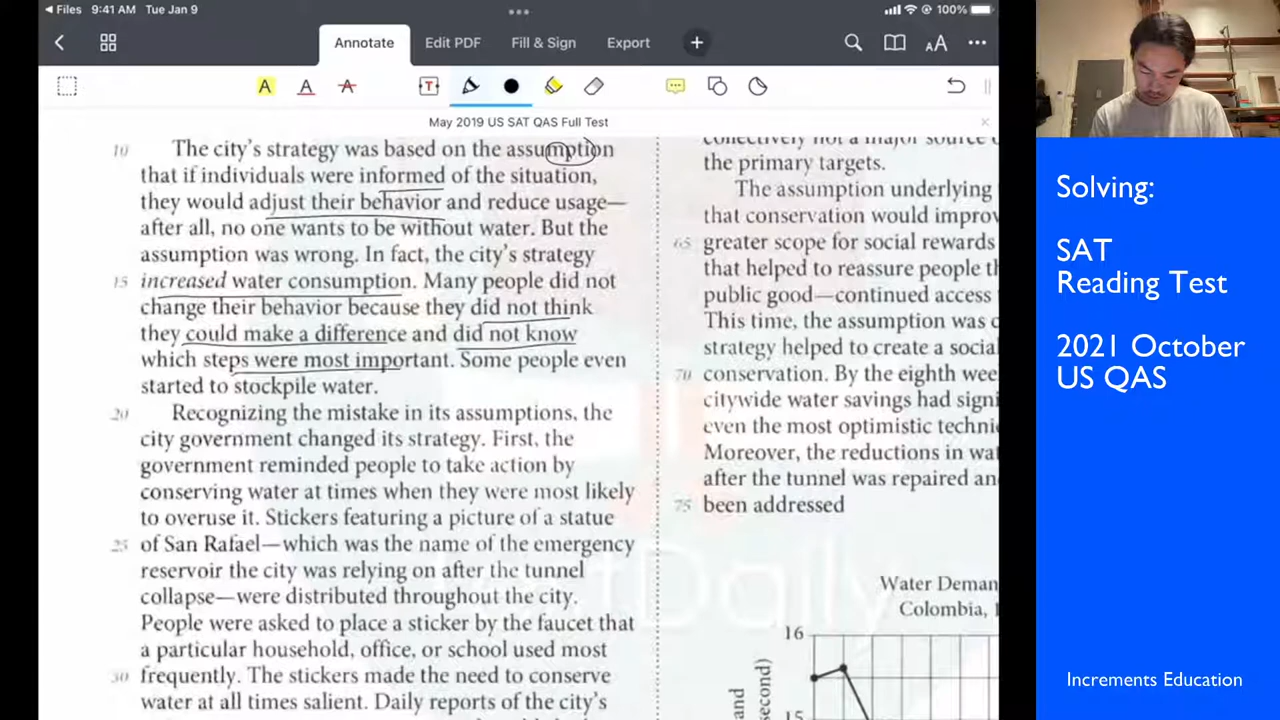 Files 9:41 AM Tue Jan 9
100%
Annotate Edit PDF Fill & Sign Export
May 2019 US SAT QAS Full Test
10 The city's strategy was based on the assumption
that if individuals were informed of the situation,
they would adjust their behavior and reduce usage—
after all, no one wants to be without water. But the
assumption was wrong. In fact, the city's strategy
15 increased water consumption. Many people did not
change their behavior because they did not think
they could make a difference and did not know
which steps were most important. Some people even
started to stockpile water.
20 Recognizing the mistake in its assumptions, the
city government changed its strategy. First, the
government reminded people to take action by
conserving water at times when they were most likely
to overuse it. Stickers featuring a picture of a statue
25 of San Rafael—which was the name of the emergency
reservoir the city was relying on after the tunnel
collapse—were distributed throughout the city.
People were asked to place a sticker by the faucet that
a particular household, office, or school used most
30 frequently. The stickers made the need to conserve
water at all times salient. Daily reports of the city's
collectively not a major source o
the primary targets.
The assumption underlying
that conservation would improv
65 greater scope for social rewards
that helped to reassure people th
public good—continued access
This time, the assumption was c
strategy helped to create a social
70 conservation. By the eighth wee
citywide water savings had signi
even the most optimistic techni
Moreover, the reductions in wat
after the tunnel was repaired an
75 been addressed
Water Deman
Colombia,
16
15
and
second)
Solving:
SAT
Reading Test
2021 October
US QAS
Increments Education